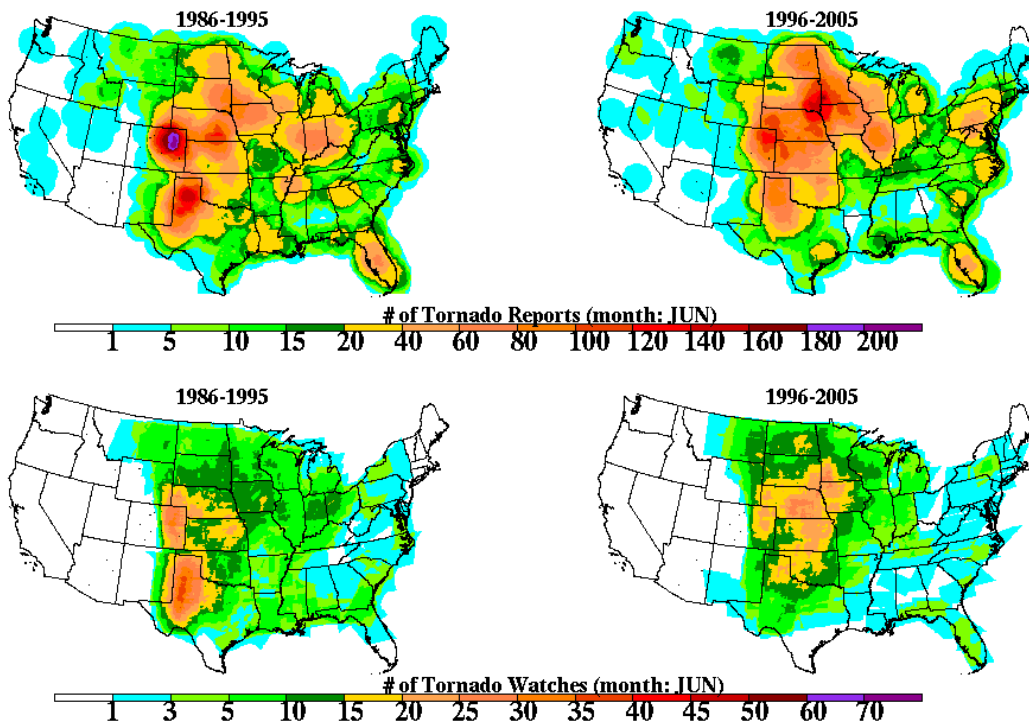 1986-1995
1996-2005
# of Tornado Reports (month: JUN)
1 5 10 15 20 40 60 80 100 120 140 160 180 200
1986-1995
1996-2005
# of Tornado Watches (month: JUN)
1 3 5 10 15 20 25 30 35 40 45 50 60 70